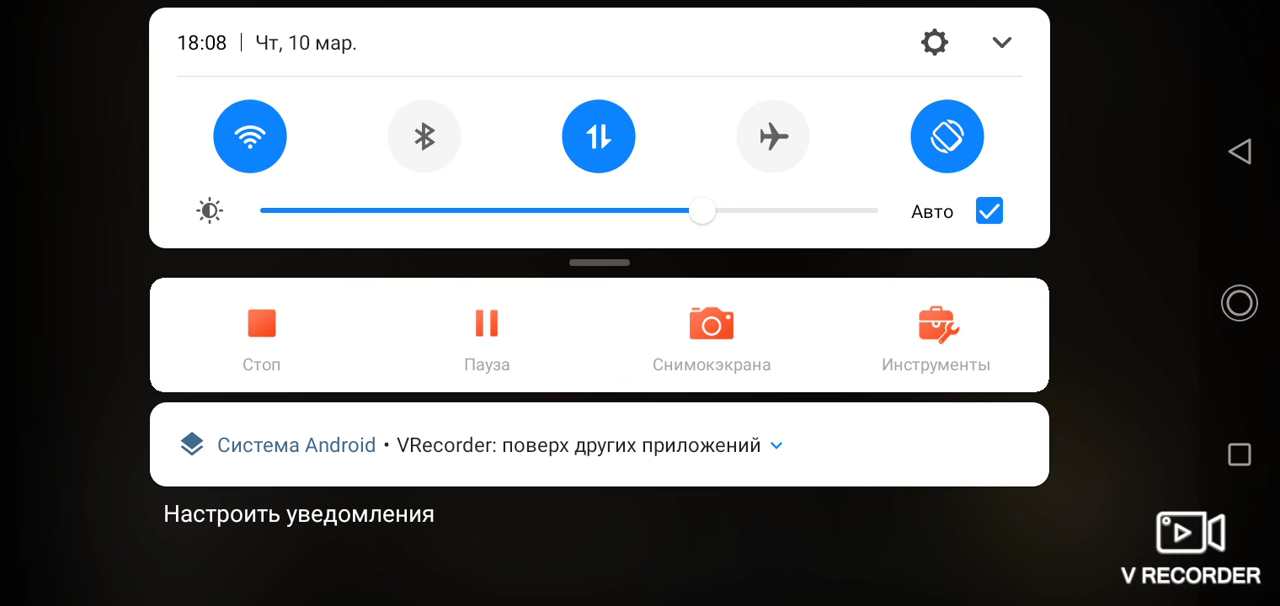 18:08 | Чт, 10 мар.
Авто
Стоп
Пауза
Снимокэкрана
Инструменты
Система Android • VRecorder: поверх других приложений
Настроить уведомления
V RECORDER